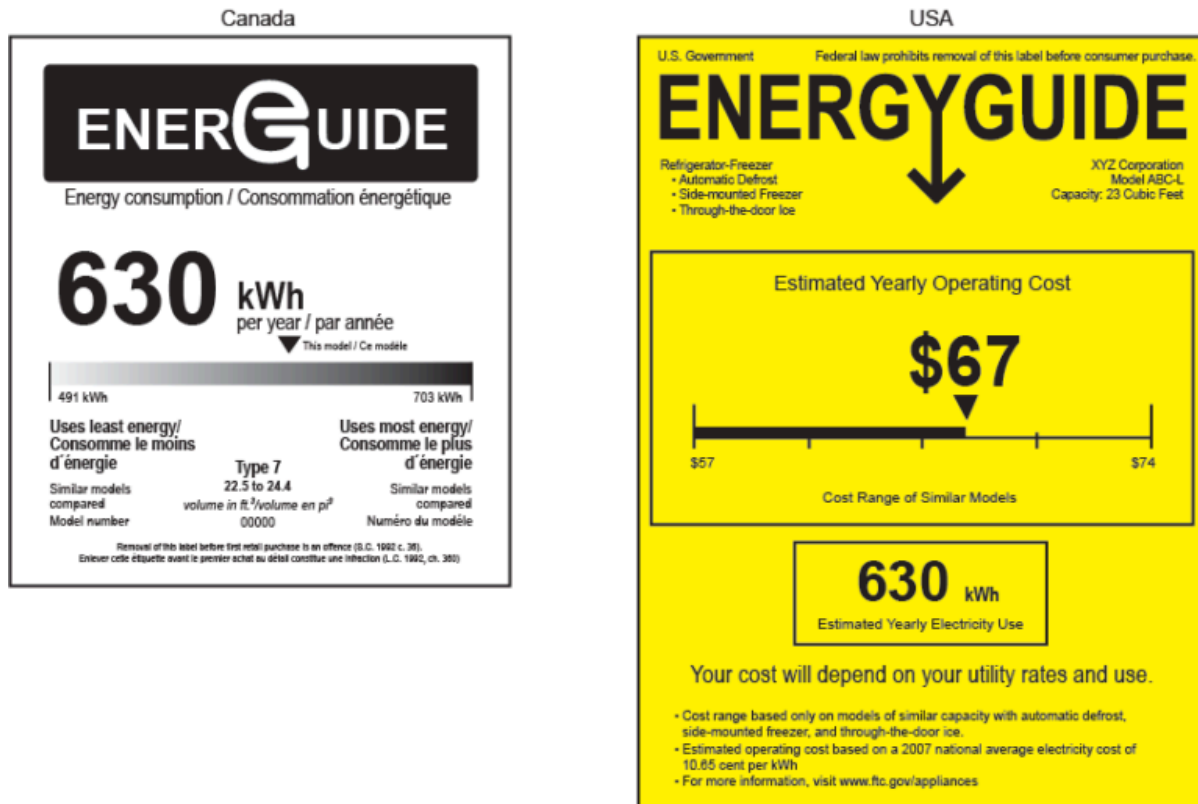 Canada
ENERGUIDE
Energy consumption / Consommation énergétique
630 kWh
per year / par année
This model / Ce modèle
491 kWh 703 kWh
Uses least energy/ Uses most energy/
Consomme le moins Consomme le plus
d´énergie d´énergie
Type 7
Similar models 22.5 to 24.4 Similar models
compared volume in ft.³/volume en pi³ compared
Model number 00000 Numéro du modèle
Removal of this label before first retail purchase is an offence (S.C. 1992 c. 36).
Enlever cette étiquette avant le premier achat au détail constitue une infraction (L.C. 1992, ch. 360)
USA
U.S. Government Federal law prohibits removal of this label before consumer purchase.
ENERGYGUIDE
Refrigerator-Freezer
• Automatic Defrost
• Side-mounted Freezer
• Through-the-door Ice
XYZ Corporation
Model ABC-L
Capacity: 23 Cubic Feet
Estimated Yearly Operating Cost
$67
$57 $74
Cost Range of Similar Models
630 kWh
Estimated Yearly Electricity Use
Your cost will depend on your utility rates and use.
• Cost range based only on models of similar capacity with automatic defrost,
side-mounted freezer, and through-the-door ice.
• Estimated operating cost based on a 2007 national average electricity cost of
10.65 cent per kWh
• For more information, visit www.ftc.gov/appliances